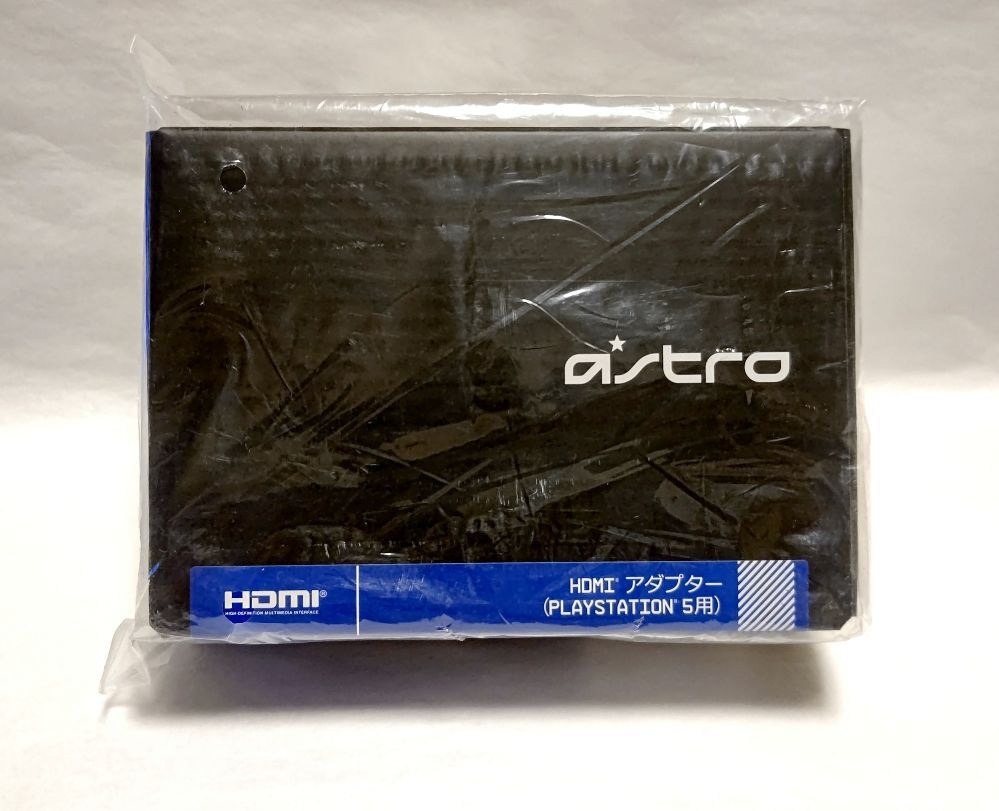 astro
HDMI®
HIGH-DEFINITION MULTIMEDIA INTERFACE
HDMI® アダプター
(PLAYSTATION® 5用)